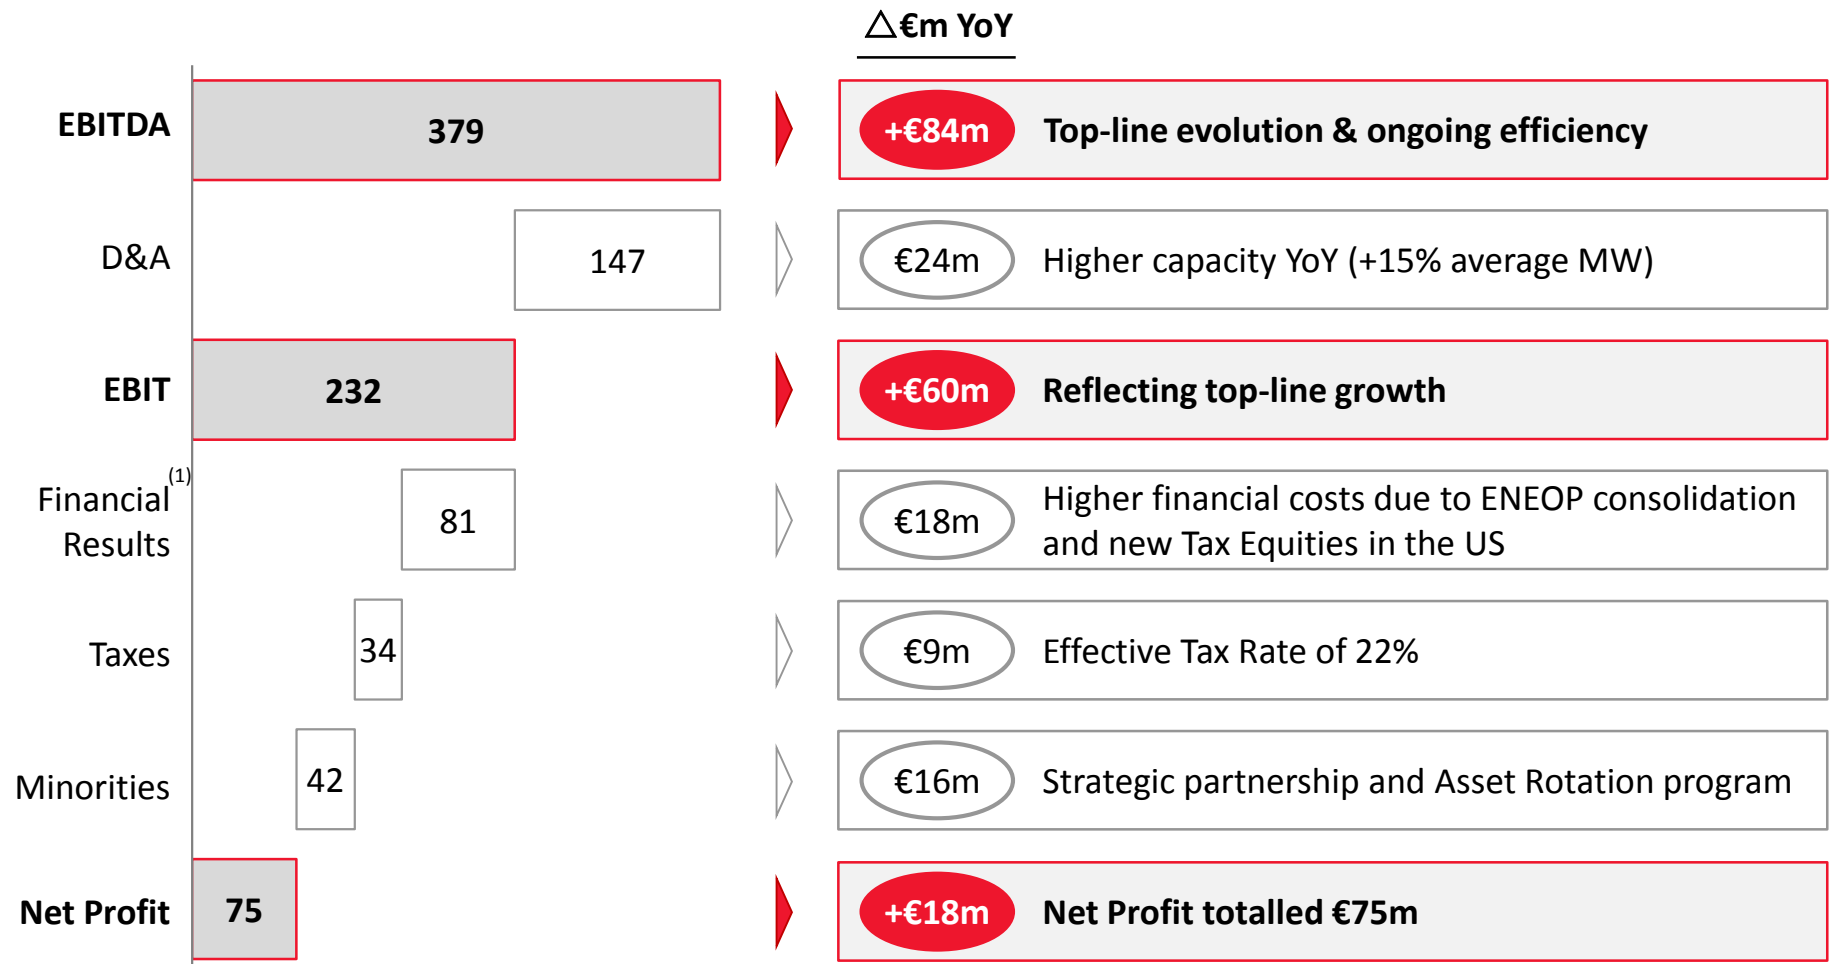 △€m YoY
EBITDA 379 +€84m Top-line evolution & ongoing efficiency
D&A 147 €24m Higher capacity YoY (+15% average MW)
EBIT 232 +€60m Reflecting top-line growth
Financial (1)
Results
81
€18m
Higher financial costs due to ENEOP consolidation
and new Tax Equities in the US
Taxes 34 €9m Effective Tax Rate of 22%
Minorities 42 €16m Strategic partnership and Asset Rotation program
Net Profit 75 +€18m Net Profit totalled €75m